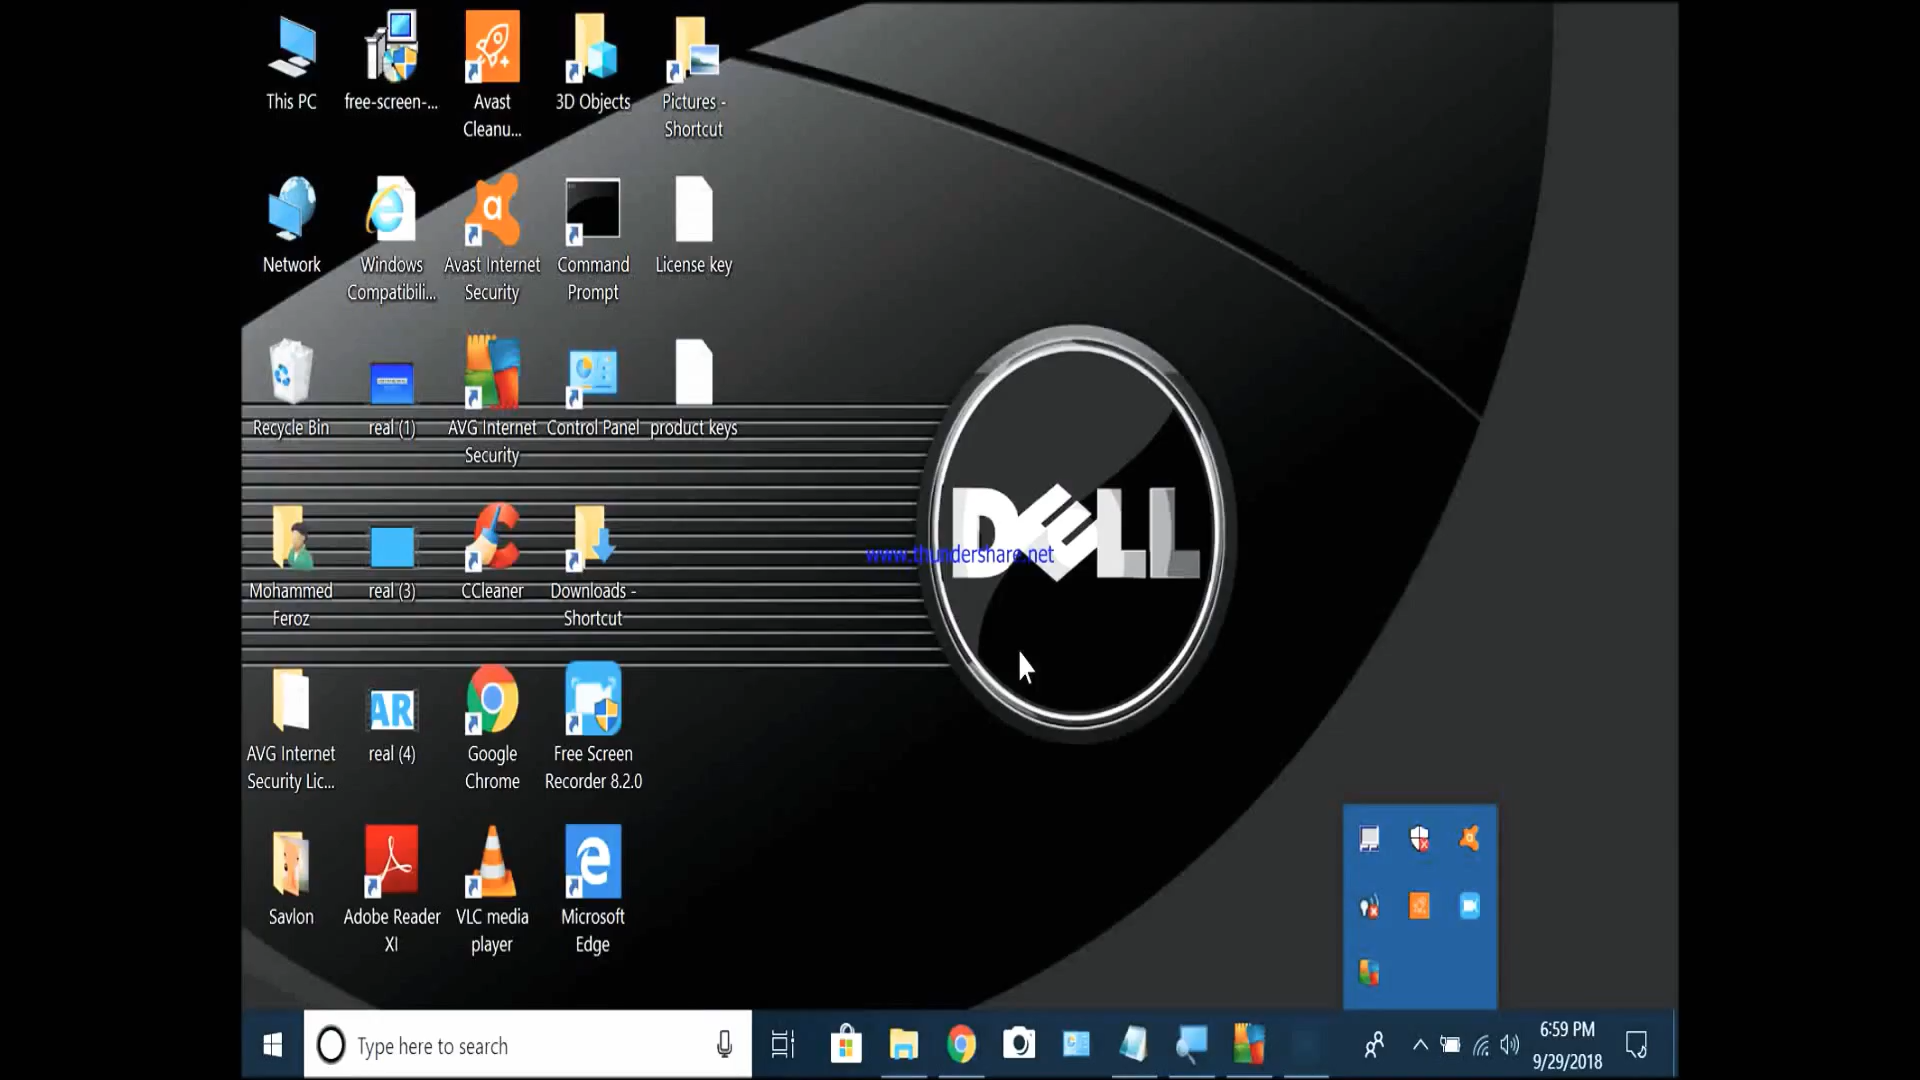 This PC
free-screen-...
Avast
Cleanu...
3D Objects
Pictures -
Shortcut
Network
Windows
Compatibili...
Avast Internet
Security
Command
Prompt
License key
Recycle Bin
real (1)
AVG Internet
Security
Control Panel
product keys
Mohammed
Feroz
real (3)
CCleaner
Downloads -
Shortcut
DELL
www.thundershare.net
AVG Internet
Security Lic...
AR
real (4)
Google
Chrome
Free Screen
Recorder 8.2.0
Savlon
Adobe Reader
XI
VLC media
player
Microsoft
Edge
Type here to search
6:59 PM
9/29/2018